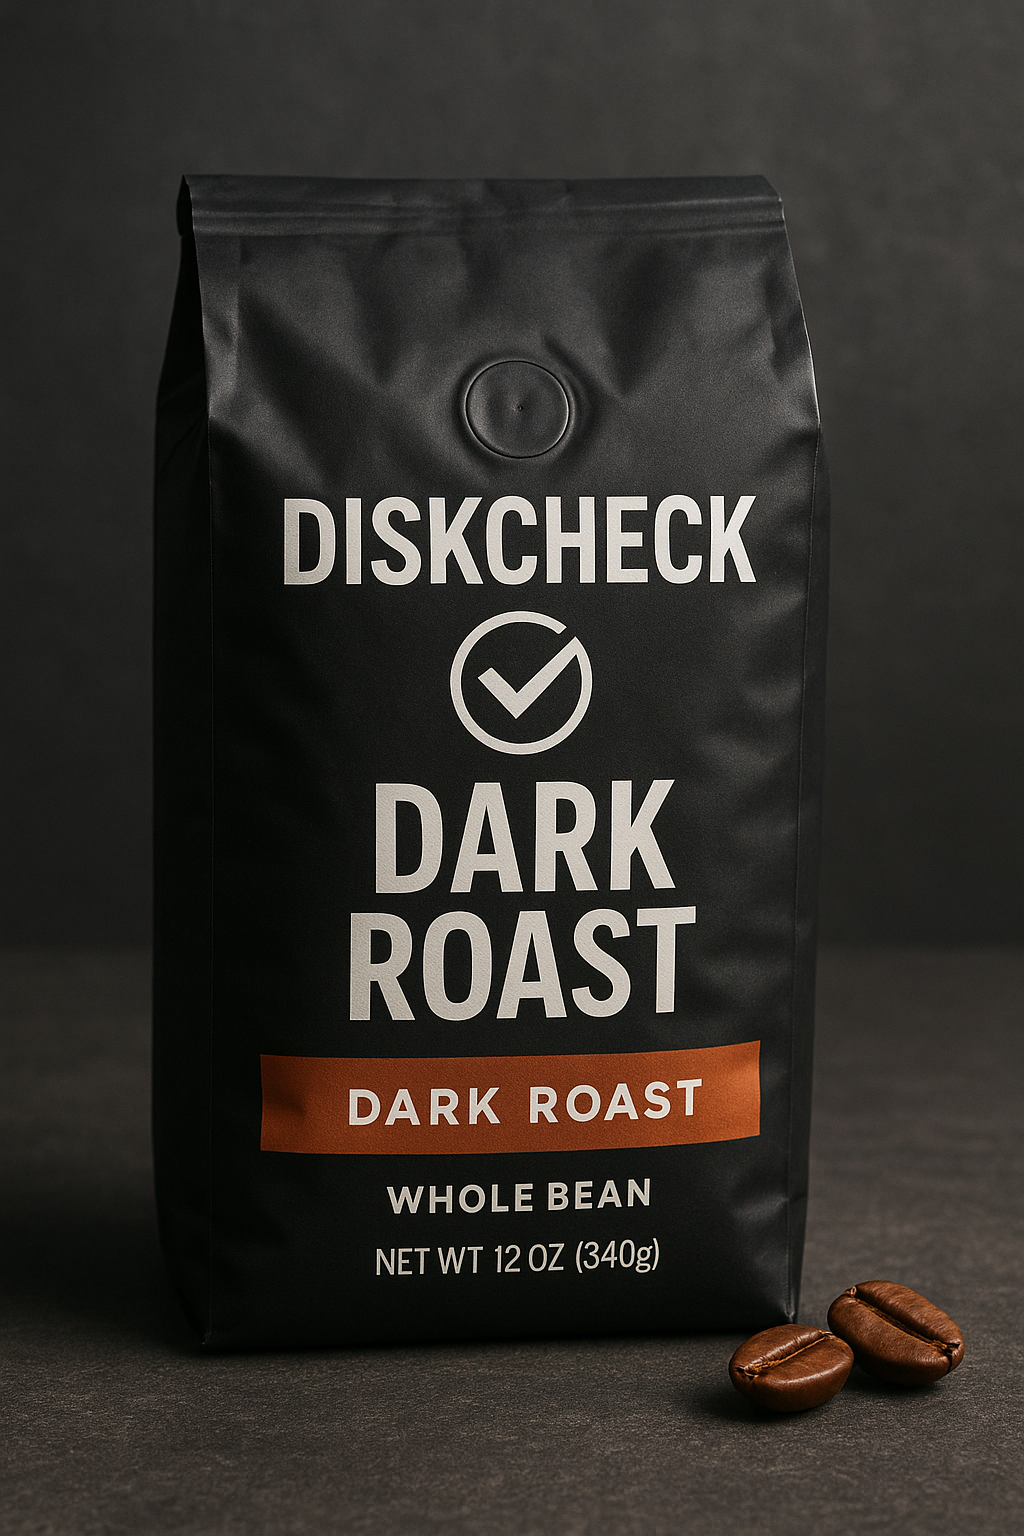 DISKCHECK
DARK
ROAST
DARK ROAST
WHOLE BEAN
NET WT 12 OZ (340g)